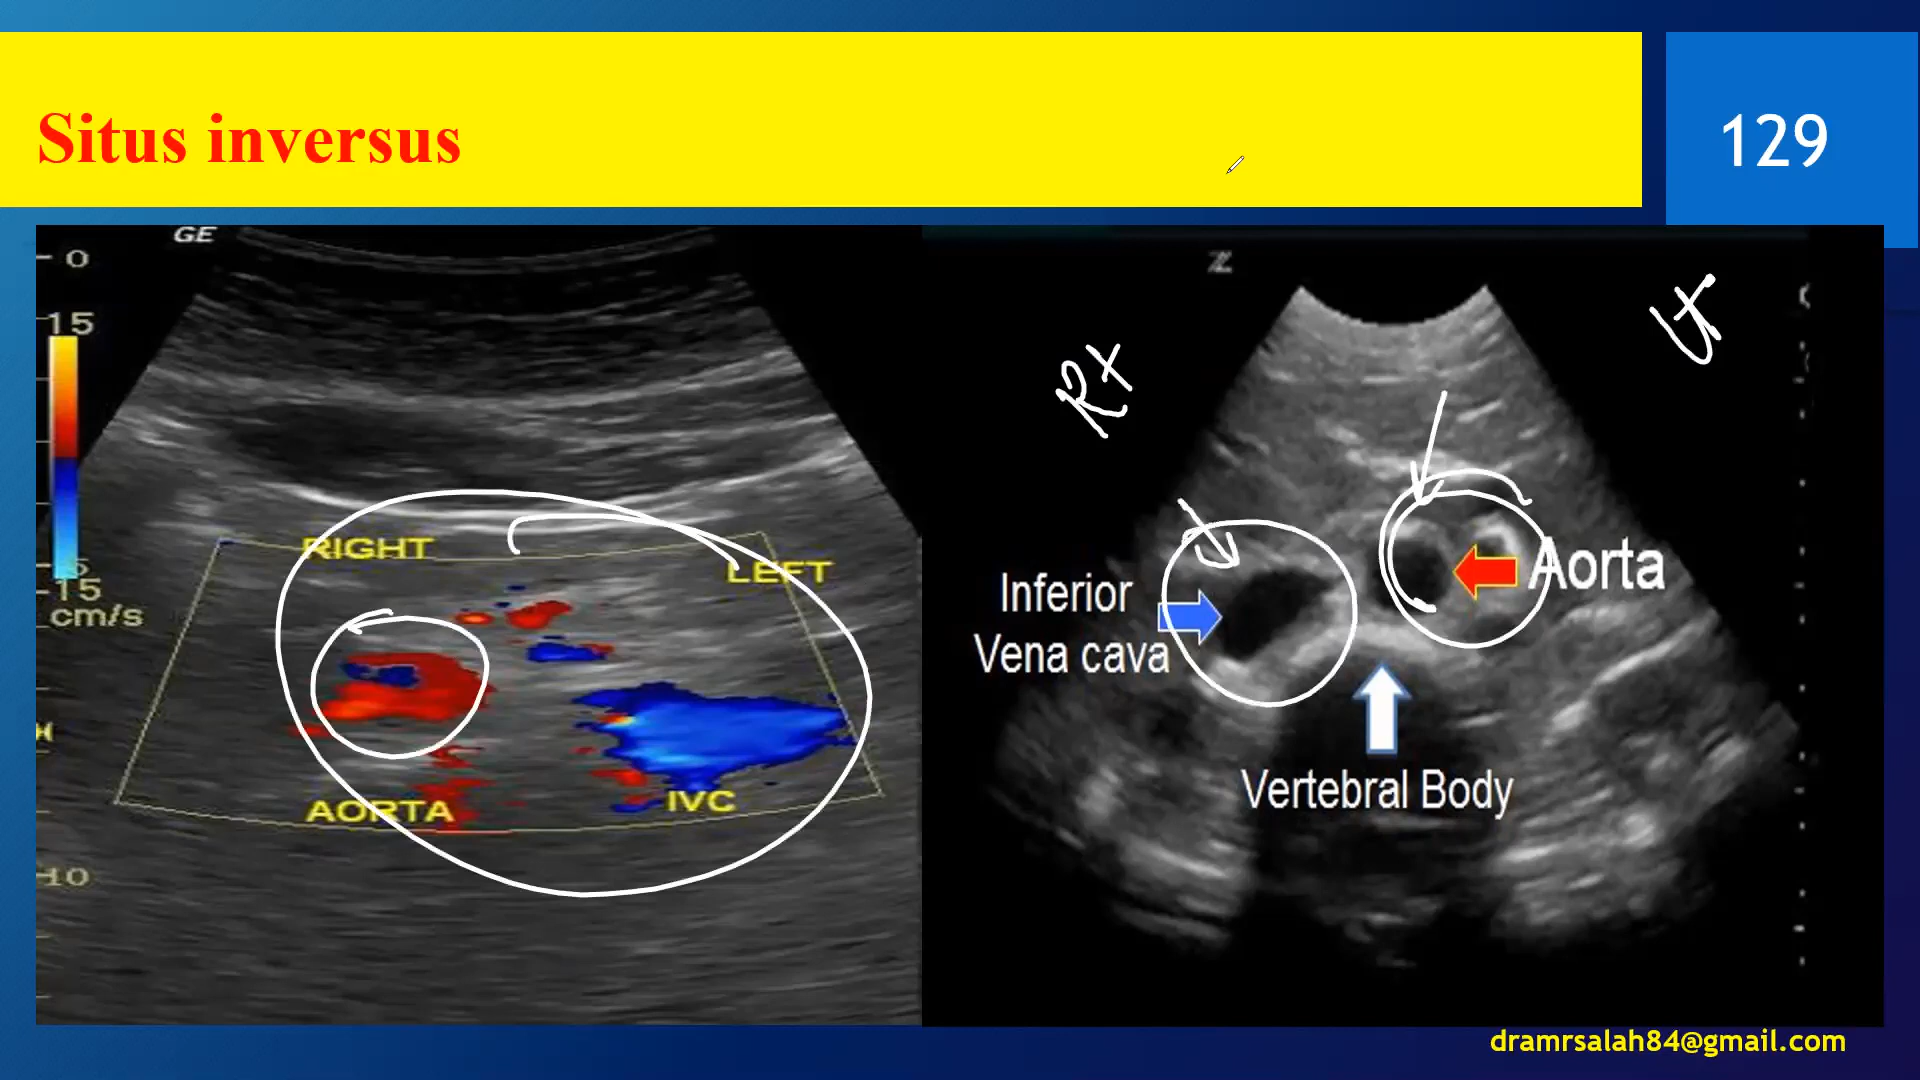 Situs inversus
129
GE
0
15
RIGHT
LEFT
15
cm/s
AORTA
IVC
10
Z
Rt
Lt
Inferior
Vena cava
Aorta
Vertebral Body
dramrsalah84@gmail.com